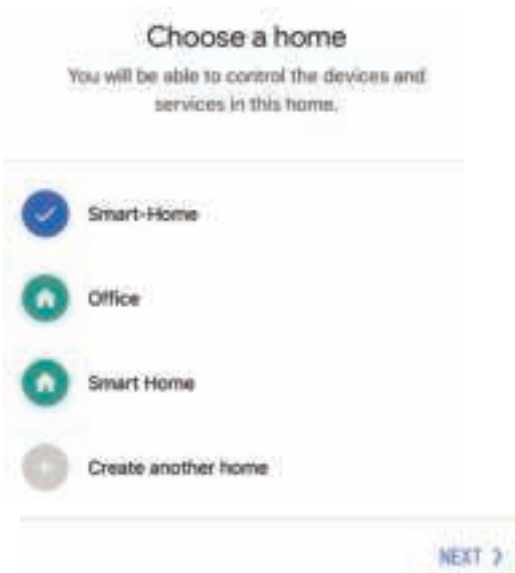 Choose a home
You will be able to control the devices and
services in this home.
Smart-Home
Office
Smart Home
Create another home
NEXT >